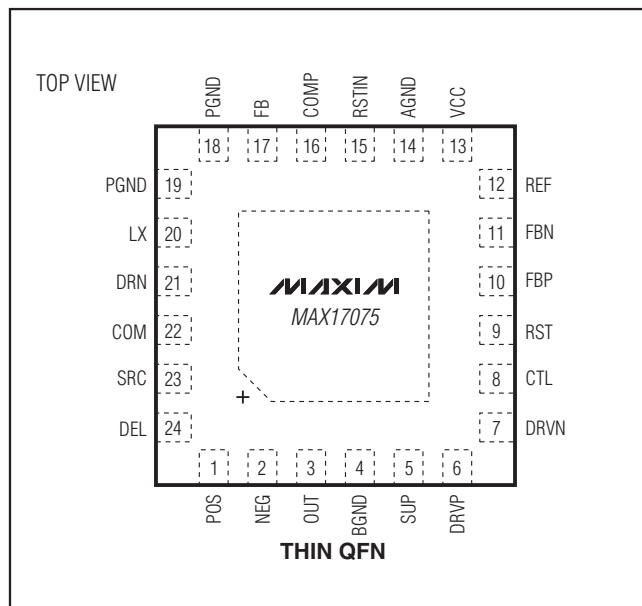 TOP VIEW
PGND FB COMP RSTIN AGND VCC
18 17 16 15 14 13
PGND 19 12 REF
LX 20 11 FBN
DRN 21 10 FBP
MAXIM
MAX17075
COM 22 9 RST
SRC 23 8 CTL
+
DEL 24 7 DRVN
1 2 3 4 5 6
POS NEG OUT BGND SUP DRVP
THIN QFN